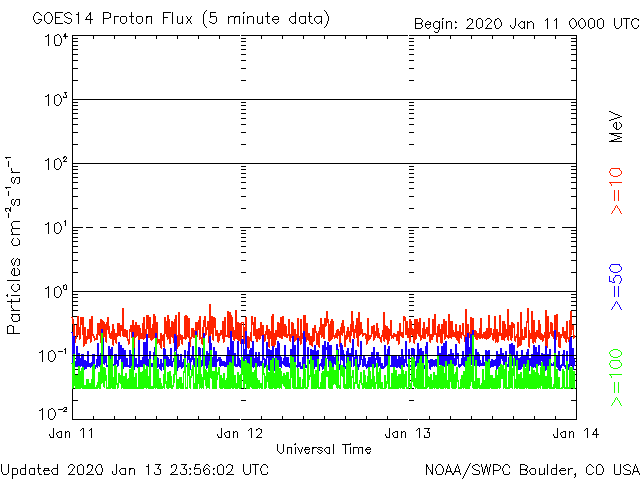 GOES14 Proton Flux (5 minute data)
Begin: 2020 Jan 11 0000 UTC
10⁴
10³
10²
10¹
10⁰
10⁻¹
10⁻²
Particles cm⁻²s⁻¹sr⁻¹
MeV
>=10
>=50
>=100
Jan 11 Jan 12 Jan 13 Jan 14
Universal Time
Updated 2020 Jan 13 23:56:02 UTC
NOAA/SWPC Boulder, CO USA